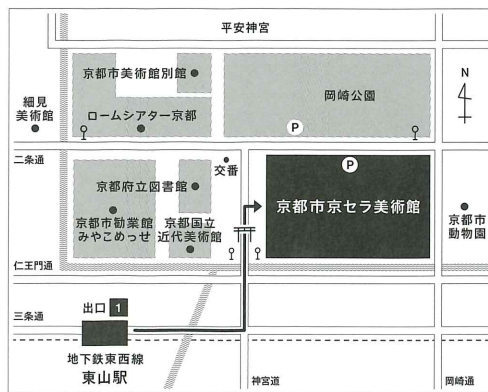 平安神宮
京都市美術館別館
岡崎公園
N
細見
美術館
ロームシアター京都
P
二条通
交番
P
京都府立図書館
京都市京セラ美術館
京都市勧業館
みやこめっせ
京都国立
近代美術館
京都市
動物園
仁王門通
出口 1
三条通
地下鉄東西線
東山駅
神宮道
岡崎通